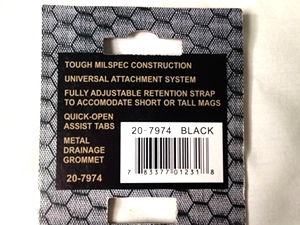 TOUGH MILSPEC CONSTRUCTION
UNIVERSAL ATTACHMENT SYSTEM
FULLY ADJUSTABLE RETENTION STRAP
TO ACCOMODATE SHORT OR TALL MAGS
QUICK-OPEN
ASSIST TABS
METAL
DRAINAGE
GROMMET
20-7974
20-7974 BLACK
7 83377 01231 8